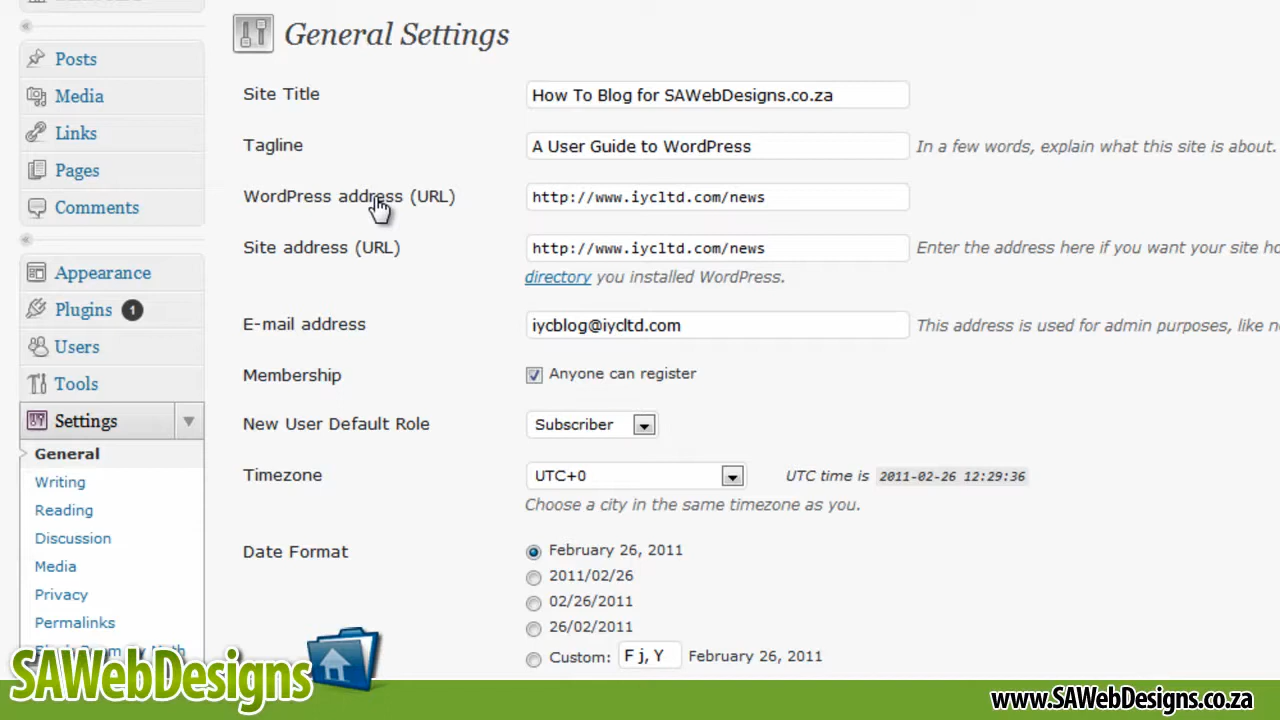 General Settings
Posts
Media
Links
Pages
Comments
Appearance
Plugins 1
Users
Tools
Settings
General
Writing
Reading
Discussion
Media
Privacy
Permalinks
Site Title How To Blog for SAWebDesigns.co.za
Tagline A User Guide to WordPress In a few words, explain what this site is about.
WordPress address (URL) http://www.iycltd.com/news
Site address (URL) http://www.iycltd.com/news Enter the address here if you want your site
directory you installed WordPress.
E-mail address iycblog@iycltd.com This address is used for admin purposes, like
Membership Anyone can register
New User Default Role Subscriber
Timezone UTC+0 UTC time is 2011-02-26 12:29:36
Choose a city in the same timezone as you.
Date Format February 26, 2011
2011/02/26
02/26/2011
26/02/2011
Custom: F j, Y February 26, 2011
SAWebDesigns
www.SAWebDesigns.co.za